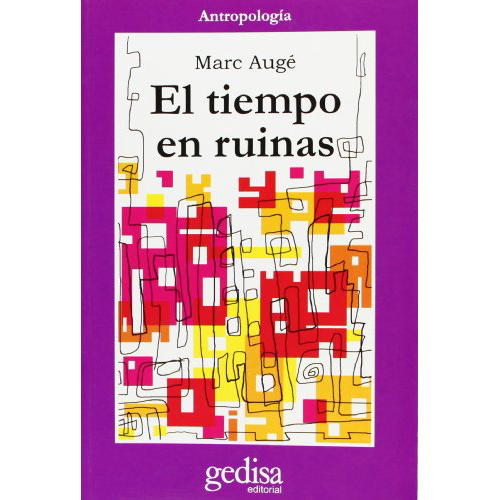 Antropología
Marc Augé
El tiempo
en ruinas
gedisa
editorial